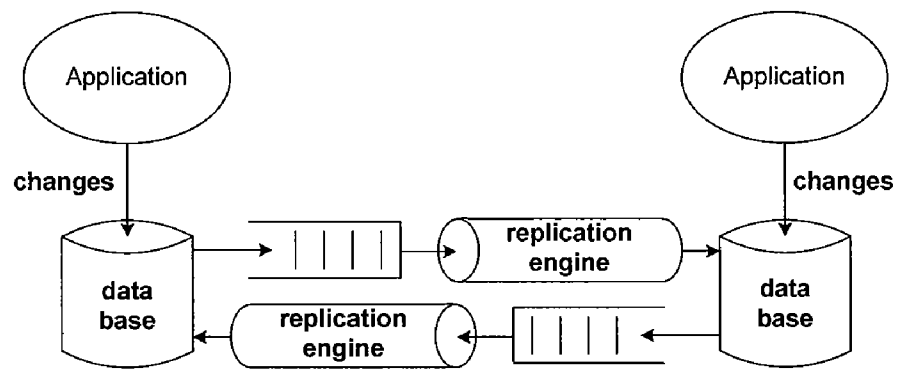 Application
Application
changes
changes
replication
engine
data
base
data
base
replication
engine